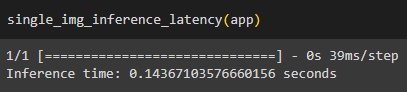 single_img_inference_latency(app)
1/1 [==============================] - 0s 39ms/step
Inference time: 0.14367103576660156 seconds